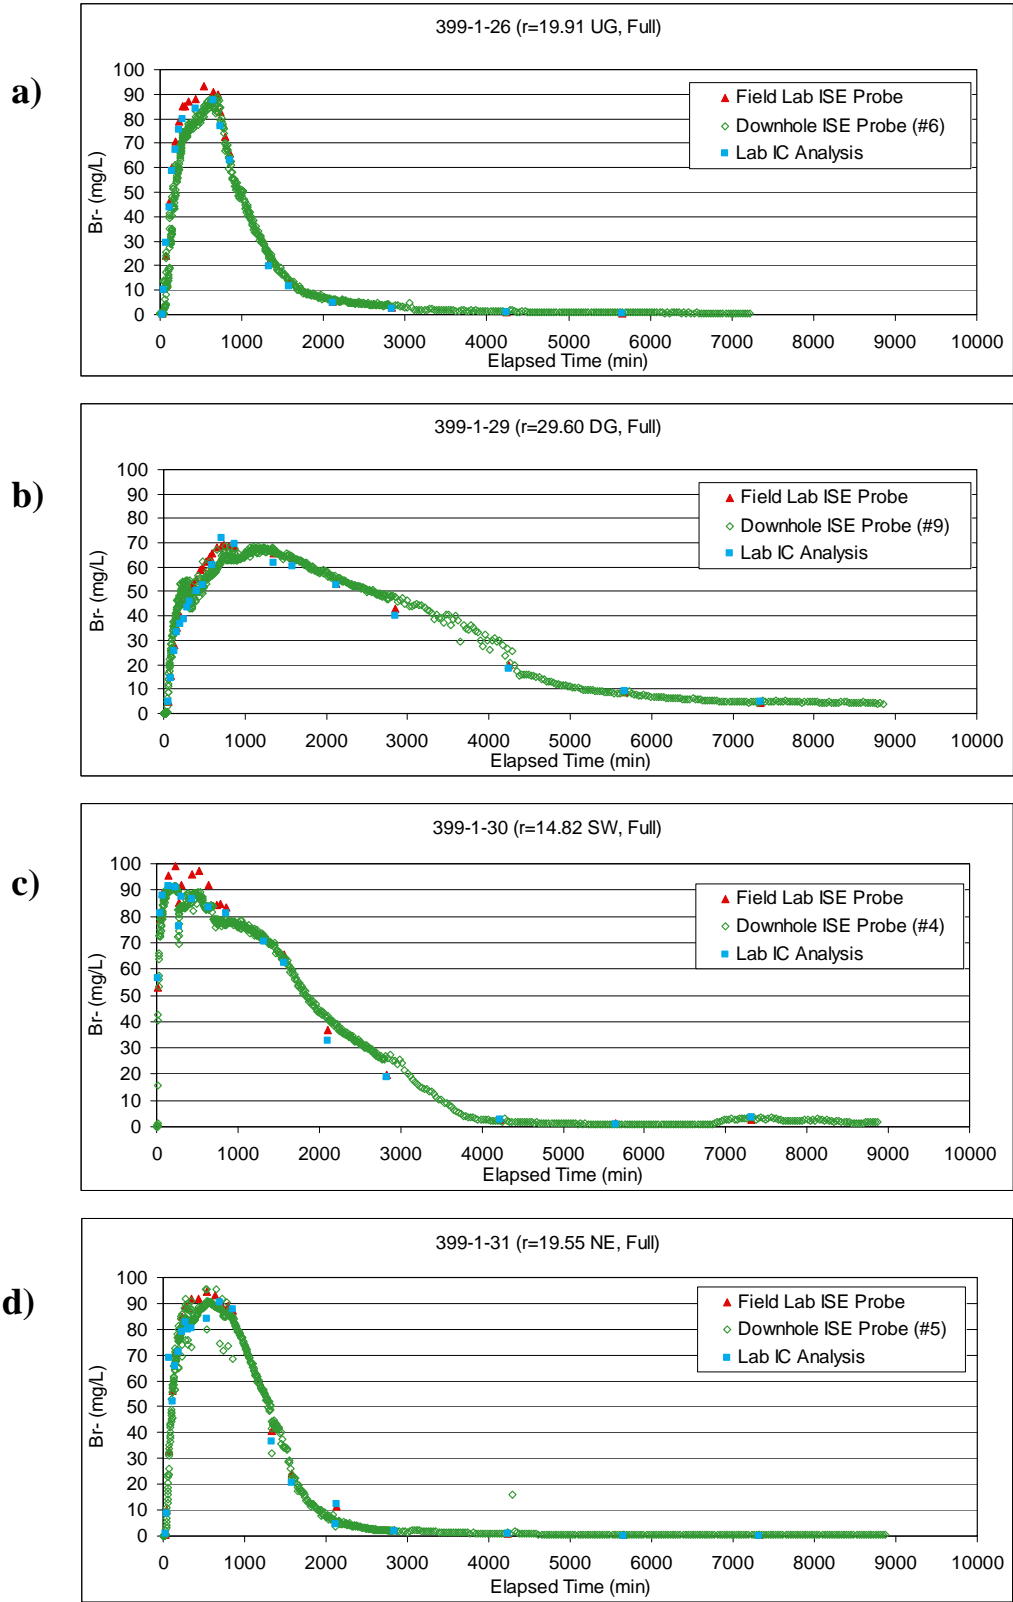 a)
399-1-26 (r=19.91 UG, Full)
100
90
80
70
60
50
40
30
20
10
0
Br- (mg/L)
Field Lab ISE Probe
Downhole ISE Probe (#6)
Lab IC Analysis
0 1000 2000 3000 4000 5000 6000 7000 8000 9000 10000
Elapsed Time (min)
b)
399-1-29 (r=29.60 DG, Full)
100
90
80
70
60
50
40
30
20
10
0
Br- (mg/L)
Field Lab ISE Probe
Downhole ISE Probe (#9)
Lab IC Analysis
0 1000 2000 3000 4000 5000 6000 7000 8000 9000 10000
Elapsed Time (min)
c)
399-1-30 (r=14.82 SW, Full)
100
90
80
70
60
50
40
30
20
10
0
Br- (mg/L)
Field Lab ISE Probe
Downhole ISE Probe (#4)
Lab IC Analysis
0 1000 2000 3000 4000 5000 6000 7000 8000 9000 10000
Elapsed Time (min)
d)
399-1-31 (r=19.55 NE, Full)
100
90
80
70
60
50
40
30
20
10
0
Br- (mg/L)
Field Lab ISE Probe
Downhole ISE Probe (#5)
Lab IC Analysis
0 1000 2000 3000 4000 5000 6000 7000 8000 9000 10000
Elapsed Time (min)